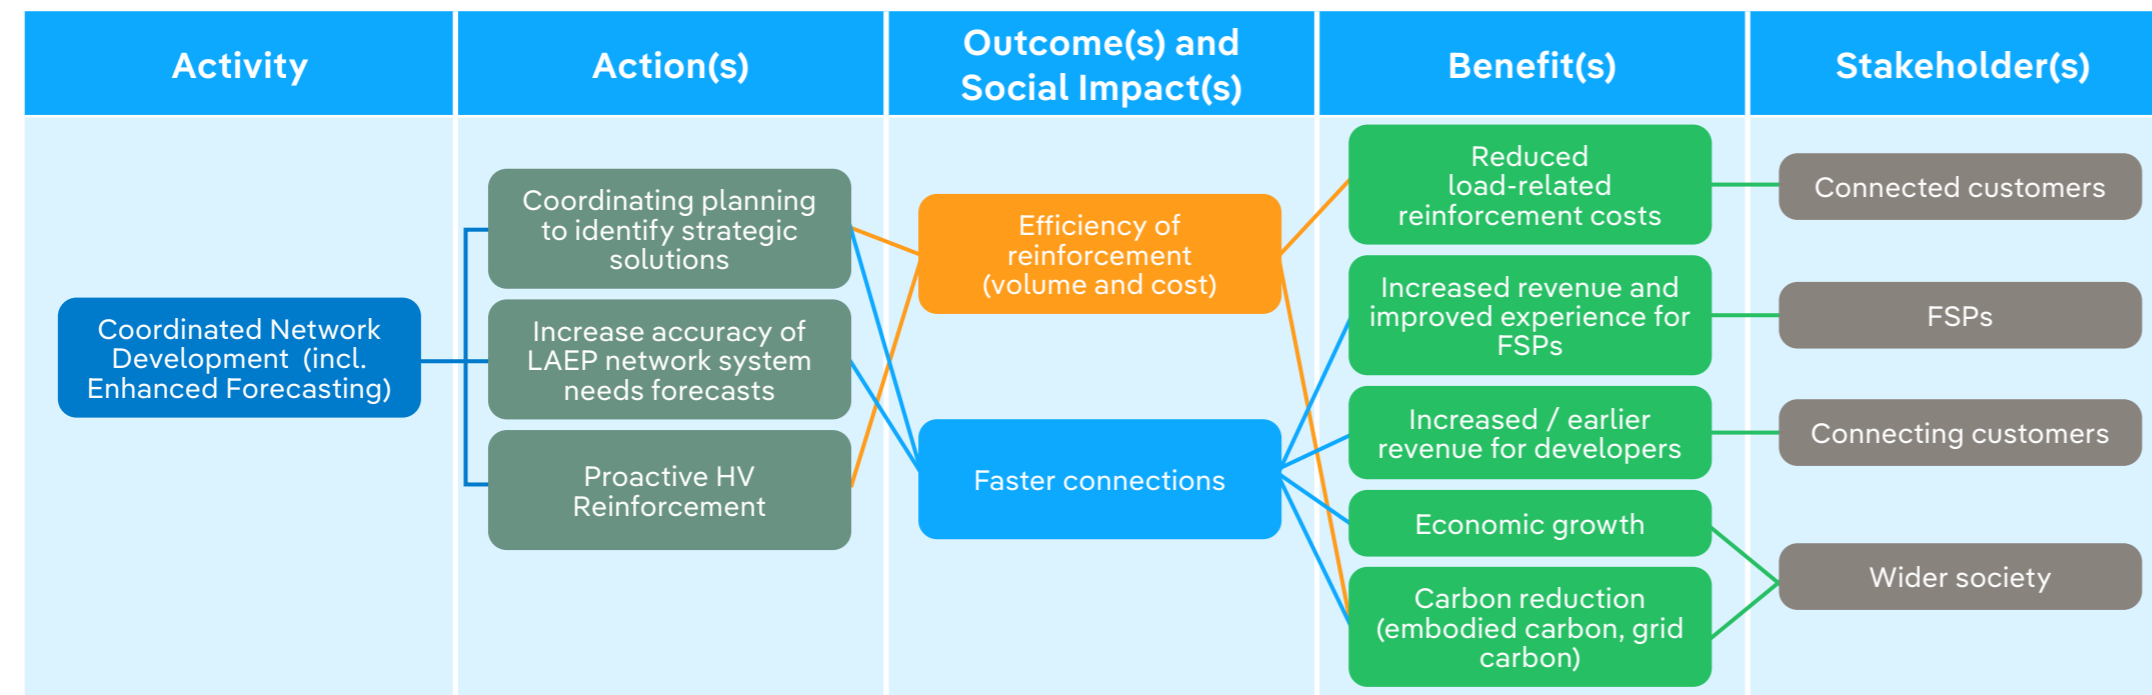 Activity
Action(s)
Outcome(s) and
Social Impact(s)
Benefit(s)
Stakeholder(s)
Coordinated Network
Development (incl.
Enhanced Forecasting)
Coordinating planning
to identify strategic
solutions
Increase accuracy of
LAEP network system
needs forecasts
Proactive HV
Reinforcement
Efficiency of
reinforcement
(volume and cost)
Faster connections
Reduced
load-related
reinforcement costs
Increased revenue and
improved experience for
FSPs
Increased / earlier
revenue for developers
Economic growth
Carbon reduction
(embodied carbon, grid
carbon)
Connected customers
FSPs
Connecting customers
Wider society